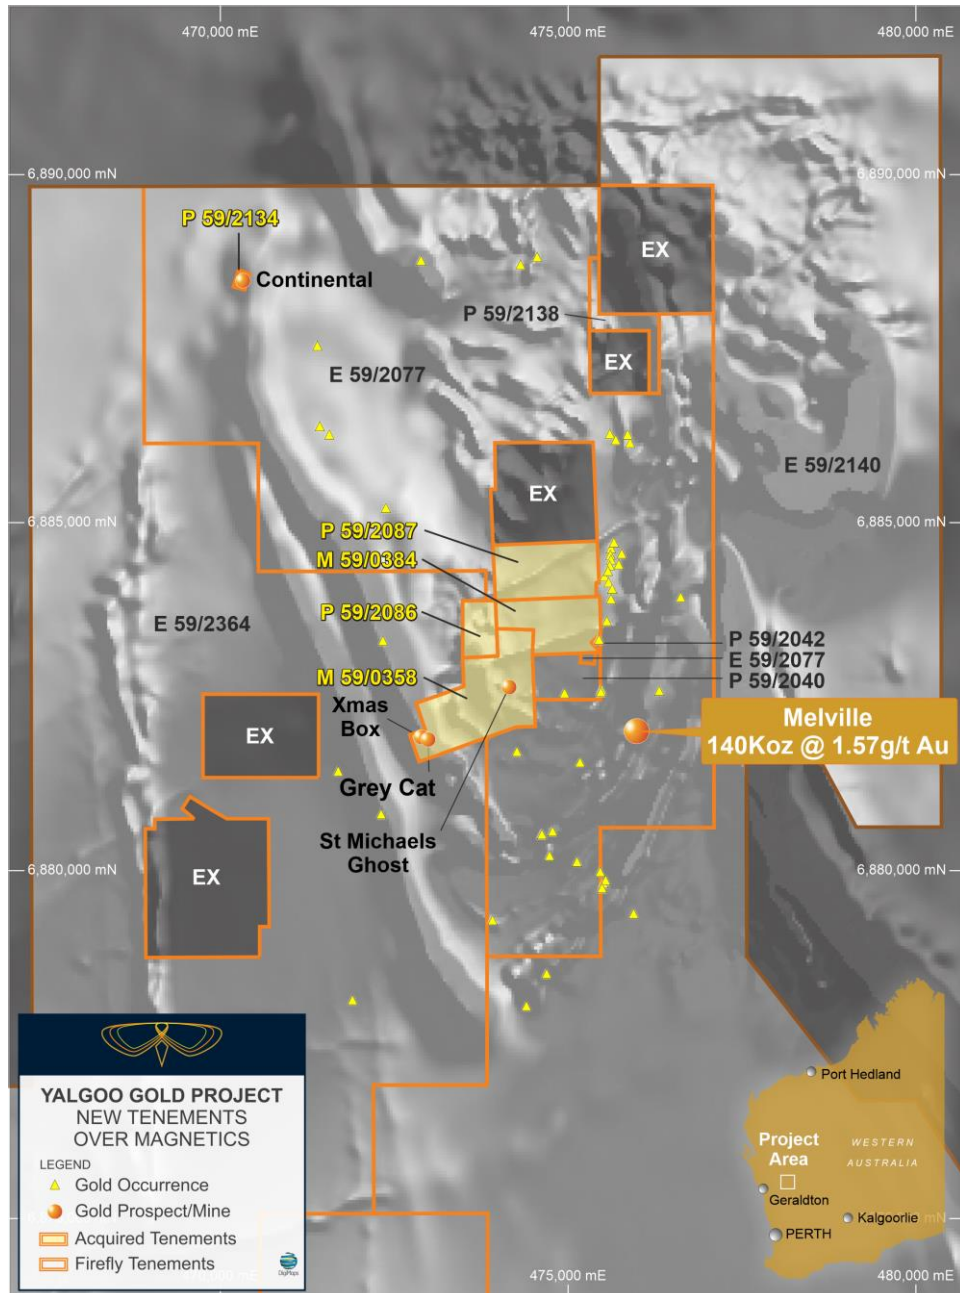 470,000 mE
475,000 mE
480,000 mE
6,890,000 mN
6,890,000 mN
P 59/2134
Continental
EX
P 59/2138
EX
E 59/2077
E 59/2140
EX
6,885,000 mN
6,885,000 mN
P 59/2087
M 59/0384
P 59/2086
E 59/2364
P 59/2042
E 59/2077
P 59/2040
M 59/0358
Xmas
Box
EX
Melville
140Koz @ 1.57g/t Au
Grey Cat
St Michaels
Ghost
6,880,000 mN
6,880,000 mN
EX
YALGOO GOLD PROJECT
NEW TENEMENTS
OVER MAGNETICS
LEGEND
Gold Occurrence
Gold Prospect/Mine
Acquired Tenements
Firefly Tenements
DigiMaps
Port Hedland
Project
Area
WESTERN
AUSTRALIA
Geraldton
Kalgoorlie
PERTH
mN
475,000 mE
480,000 mE